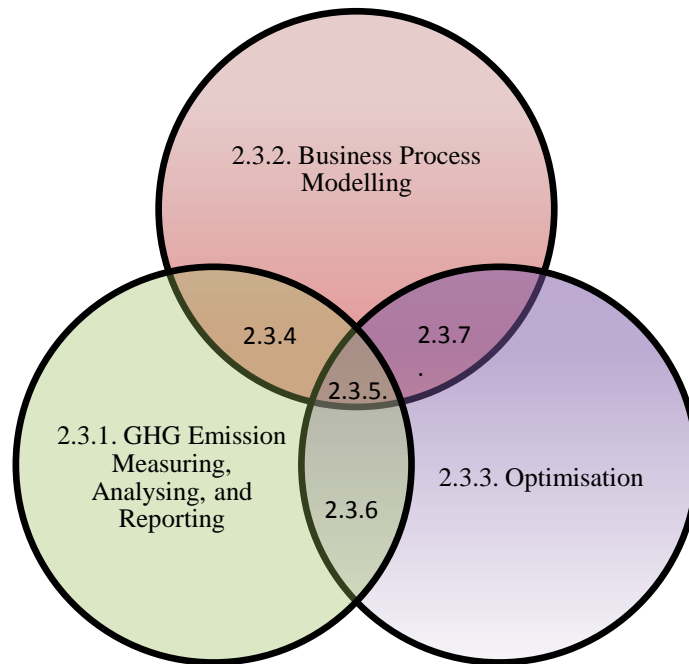 2.3.2. Business Process
Modelling
2.3.4
2.3.7
.
2.3.5.
2.3.1. GHG Emission
Measuring,
Analysing, and
Reporting
2.3.3. Optimisation
2.3.6